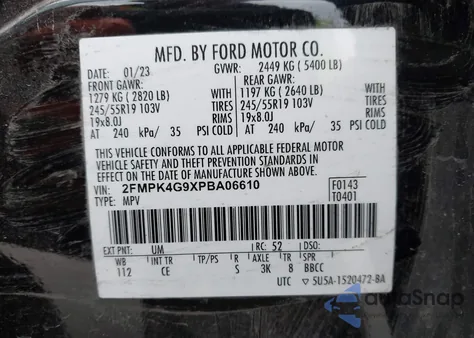 MFD. BY FORD MOTOR CO.
DATE: 01/23 GVWR: 2449 KG (5400 LB)
FRONT GAWR: REAR GAWR:
1279 KG (2820 LB) WITH 1197 KG (2640 LB) WITH
245/55R19 103V TIRES 245/55R19 103V TIRES
19x8.0J RIMS 19x8.0J RIMS
AT 240 kPa/ 35 PSI COLD AT 240 kPa/ 35 PSI COLD
THIS VEHICLE CONFORMS TO ALL APPLICABLE FEDERAL MOTOR
VEHICLE SAFETY AND THEFT PREVENTION STANDARDS IN
EFFECT ON THE DATE OF MANUFACTURE SHOWN ABOVE.
VIN: 2FMPK4G9XPBA06610 F0143
TYPE: MPV T0401
EXT PNT: UM RC: 52 DSO:
WB INT TR TP/PS R AXLE TR SPR
112 CE S 3K 8 BBCC
UTC ▽ SU5A-1520472-BA
autoSnap